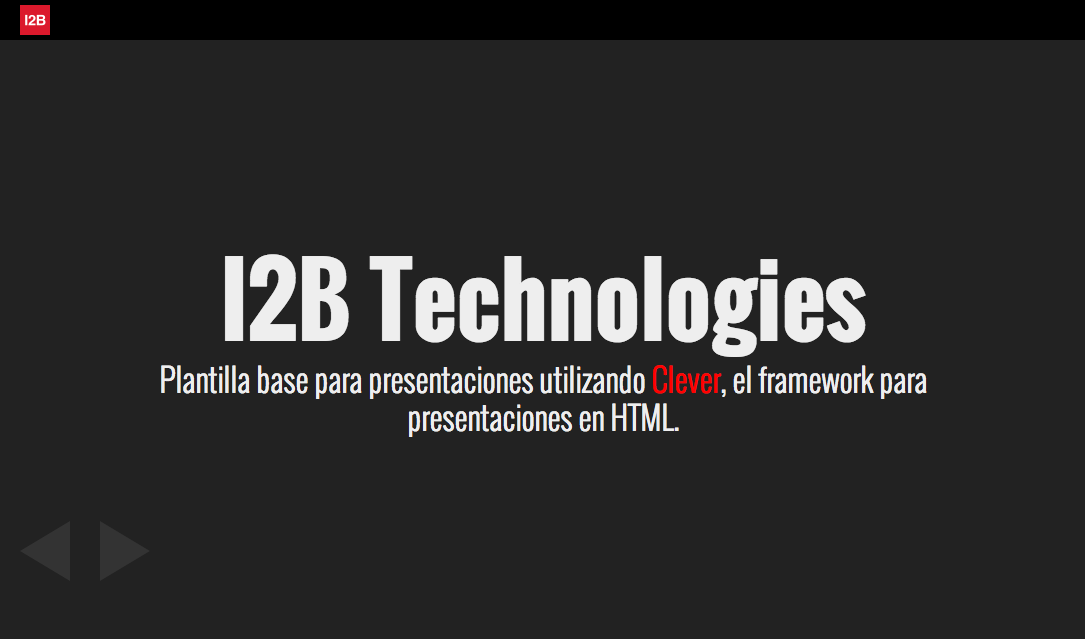 I2B
I2B Technologies
Plantilla base para presentaciones utilizando Clever, el framework para
presentaciones en HTML.